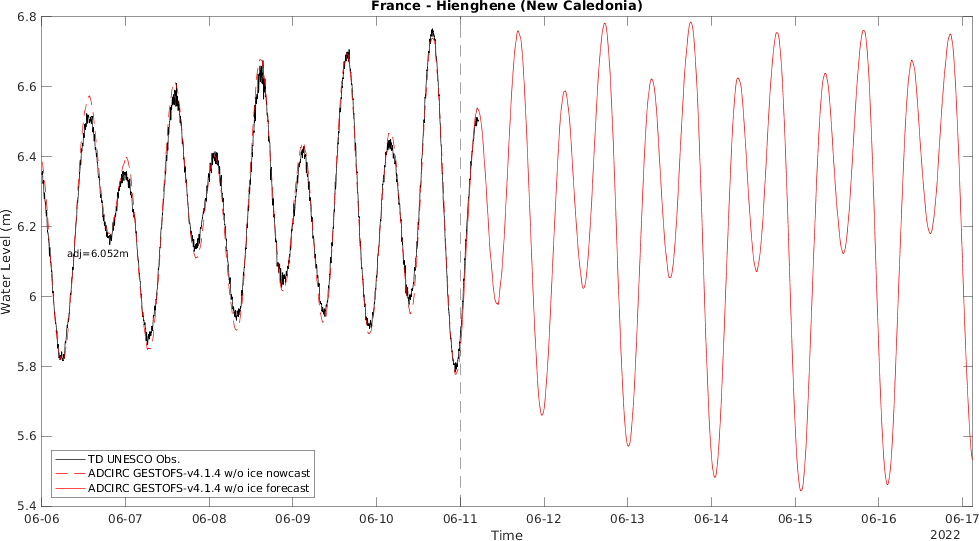 France - Hienghene (New Caledonia)
6.8
6.6
6.4
6.2
6
5.8
5.6
5.4
Water Level (m)
adj=6.052m
TD UNESCO Obs.
ADCIRC GESTOFS-v4.1.4 w/o ice nowcast
ADCIRC GESTOFS-v4.1.4 w/o ice forecast
06-06 06-07 06-08 06-09 06-10 06-11 06-12 06-13 06-14 06-15 06-16 06-17
Time
2022